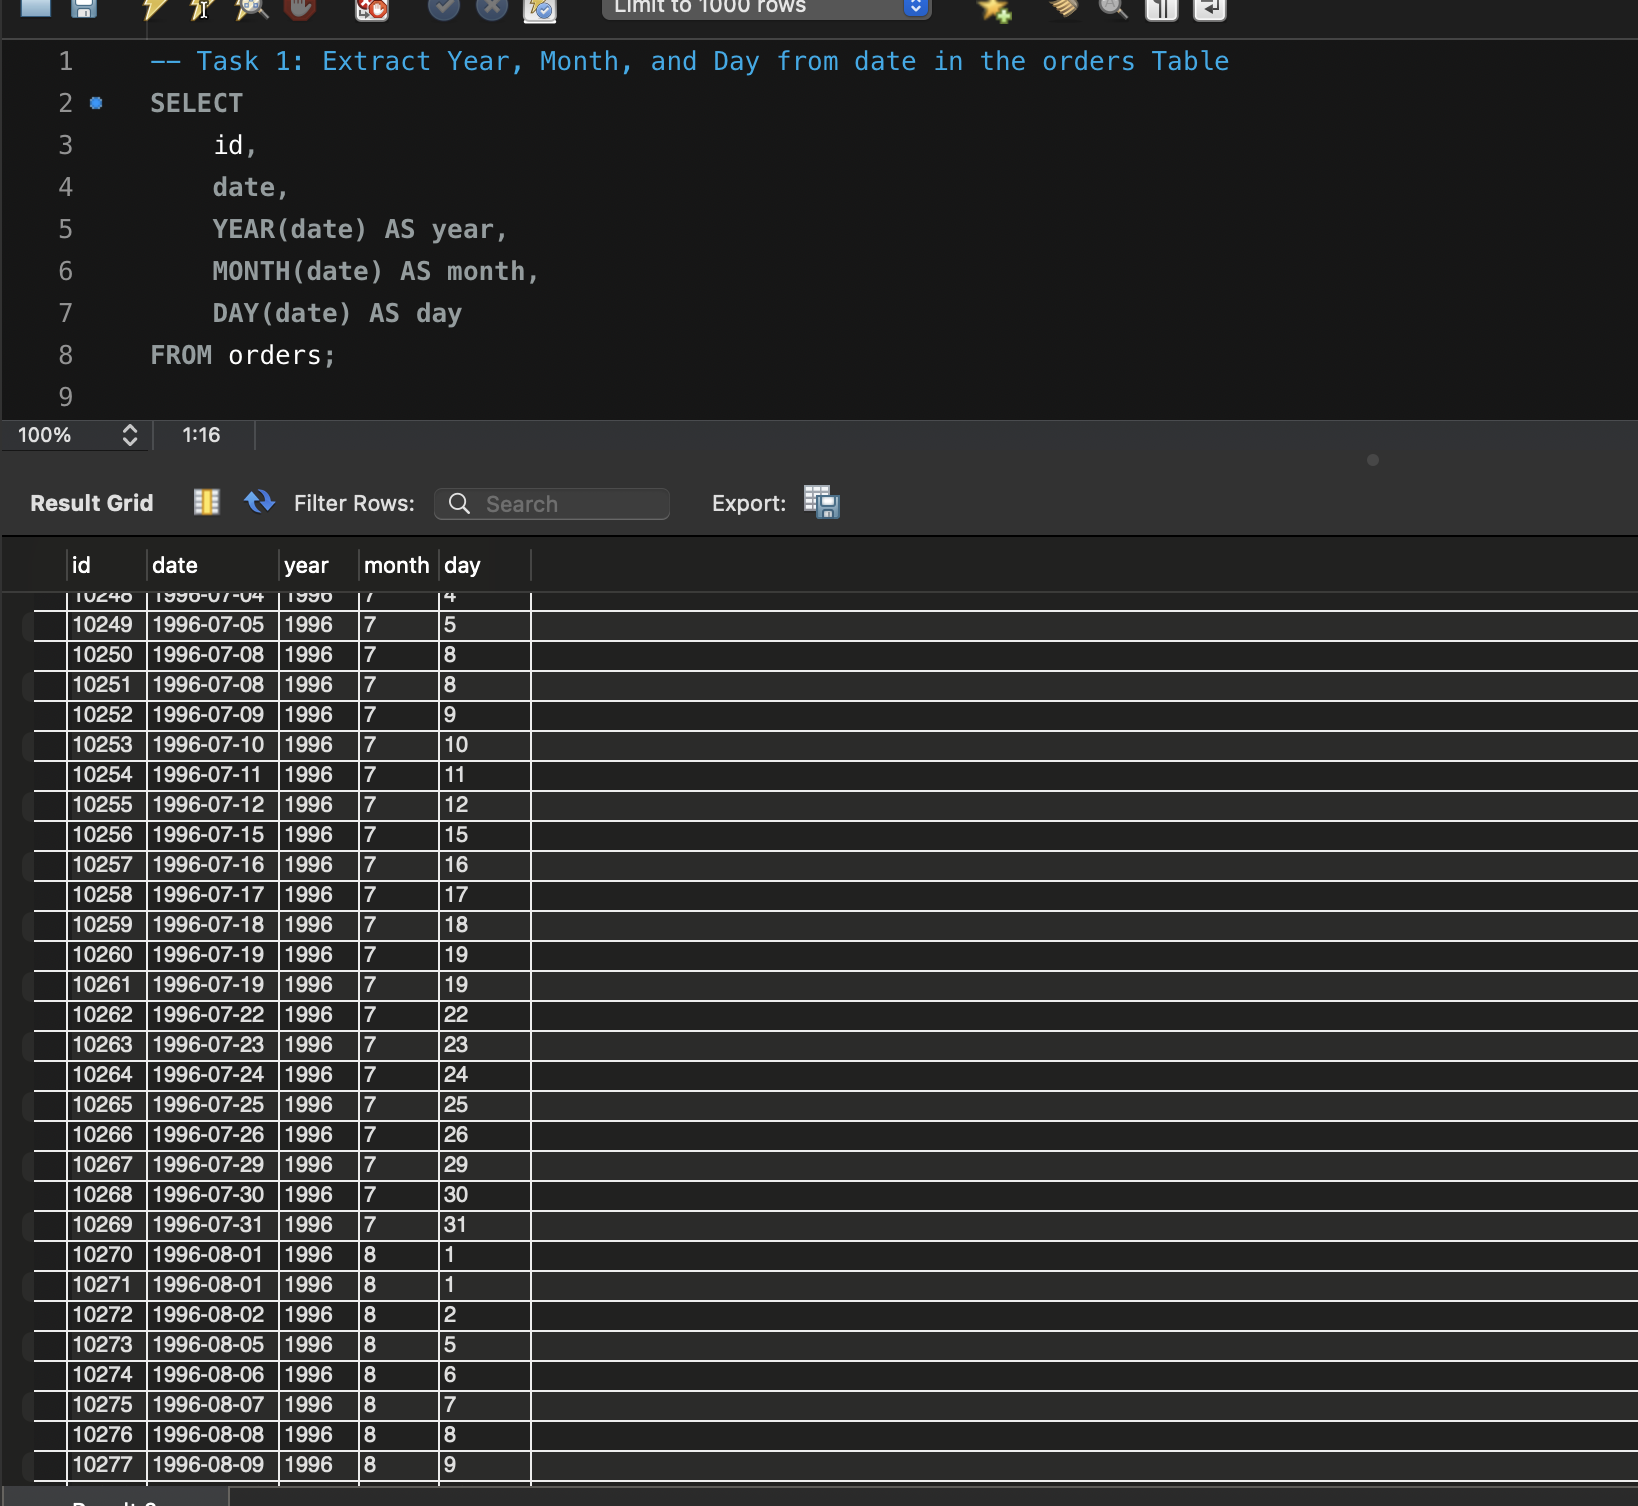 Limit to 1000 rows
1 -- Task 1: Extract Year, Month, and Day from date in the orders Table
2 SELECT
3 id,
4 date,
5 YEAR(date) AS year,
6 MONTH(date) AS month,
7 DAY(date) AS day
8 FROM orders;
9
100% 1:16
Result Grid Filter Rows: Search Export:
id date year month day
10248 1996-07-04 1996 7 4
10249 1996-07-05 1996 7 5
10250 1996-07-08 1996 7 8
10251 1996-07-08 1996 7 8
10252 1996-07-09 1996 7 9
10253 1996-07-10 1996 7 10
10254 1996-07-11 1996 7 11
10255 1996-07-12 1996 7 12
10256 1996-07-15 1996 7 15
10257 1996-07-16 1996 7 16
10258 1996-07-17 1996 7 17
10259 1996-07-18 1996 7 18
10260 1996-07-19 1996 7 19
10261 1996-07-19 1996 7 19
10262 1996-07-22 1996 7 22
10263 1996-07-23 1996 7 23
10264 1996-07-24 1996 7 24
10265 1996-07-25 1996 7 25
10266 1996-07-26 1996 7 26
10267 1996-07-29 1996 7 29
10268 1996-07-30 1996 7 30
10269 1996-07-31 1996 7 31
10270 1996-08-01 1996 8 1
10271 1996-08-01 1996 8 1
10272 1996-08-02 1996 8 2
10273 1996-08-05 1996 8 5
10274 1996-08-06 1996 8 6
10275 1996-08-07 1996 8 7
10276 1996-08-08 1996 8 8
10277 1996-08-09 1996 8 9